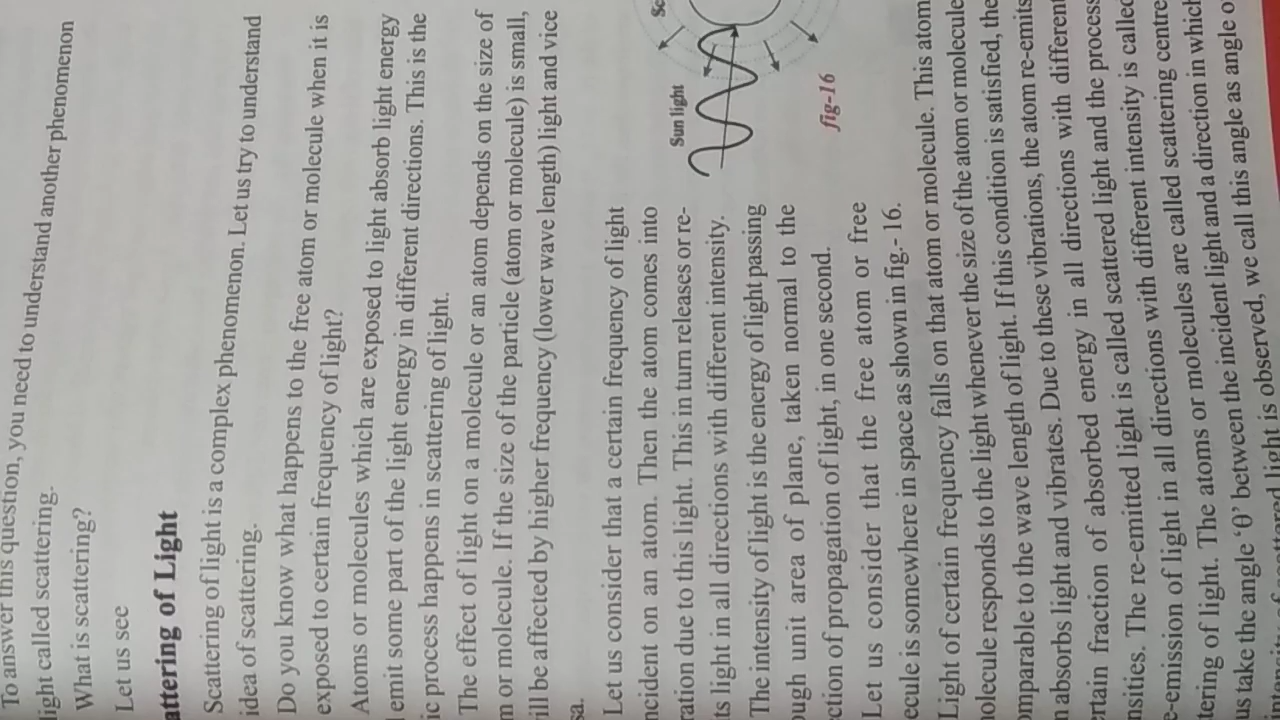 To answer this question, you need to understand another phenomenon
ight called scattering.
What is scattering?
Let us see
attering of Light
Scattering of light is a complex phenomenon. Let us try to understand
idea of scattering.
Do you know what happens to the free atom or molecule when it is
exposed to certain frequency of light?
Atoms or molecules which are exposed to light absorb light energy
emit some part of the light energy in different directions. This is the
ic process happens in scattering of light.
The effect of light on a molecule or an atom depends on the size of
m or molecule. If the size of the particle (atom or molecule) is small,
ill be affected by higher frequency (lower wave length) light and vice
sa.
Let us consider that a certain frequency of light
ncident on an atom. Then the atom comes into
ration due to this light. This in turn releases or re-
ts light in all directions with different intensity.
The intensity of light is the energy of light passing
ough unit area of plane, taken normal to the
ction of propagation of light, in one second.
Let us consider that the free atom or free
ecule is somewhere in space as shown in fig.- 16.
Sc
Sun light
fig-16
Light of certain frequency falls on that atom or molecule. This atom
nolecule responds to the light whenever the size of the atom or molecule
omparable to the wave length of light. If this condition is satisfied, the
n absorbs light and vibrates. Due to these vibrations, the atom re-emits
rtain fraction of absorbed energy in all directions with different
nsities. The re-emitted light is called scattered light and the process
e-emission of light in all directions with different intensity is called
tering of light. The atoms or molecules are called scattering centre
us take the angle ‘θ’ between the incident light and a direction in which
light is observed, we call this angle as angle o